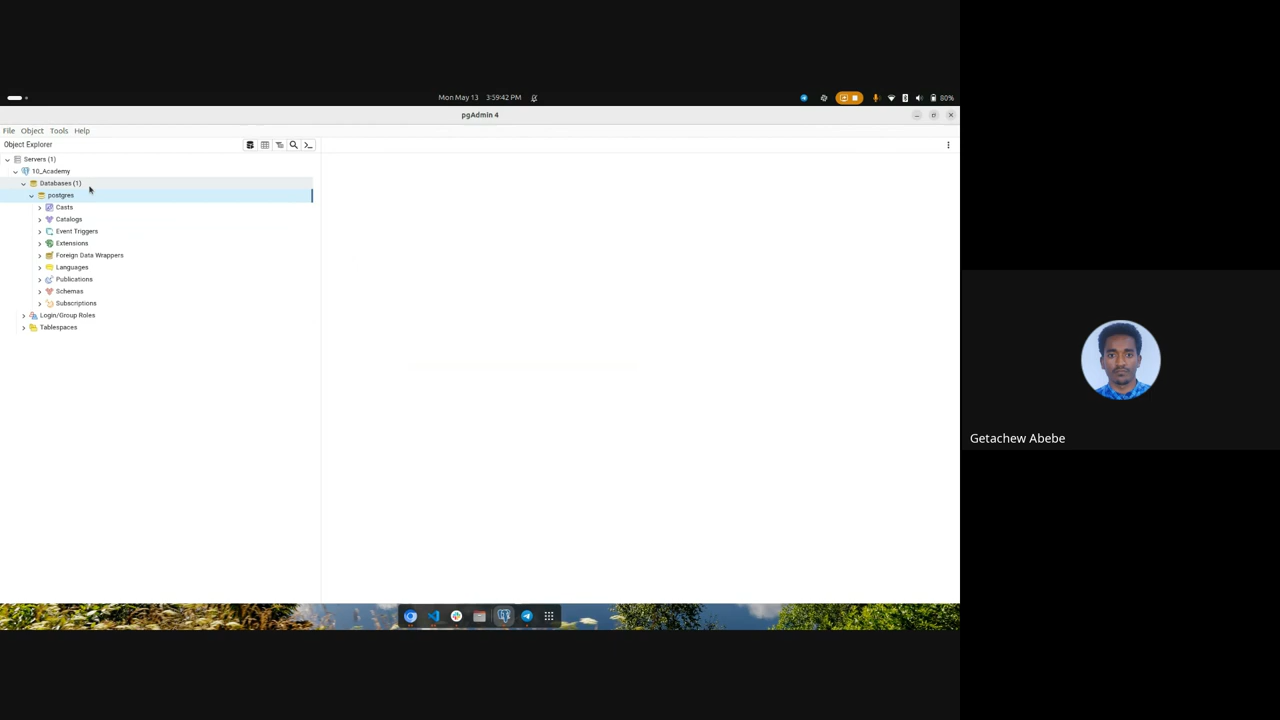 Mon May 13 3:59:42 PM
80%
pgAdmin 4
File Object Tools Help
Object Explorer
Servers (1)
10_Academy
Databases (1)
postgres
Casts
Catalogs
Event Triggers
Extensions
Foreign Data Wrappers
Languages
Publications
Schemas
Subscriptions
Login/Group Roles
Tablespaces
Getachew Abebe